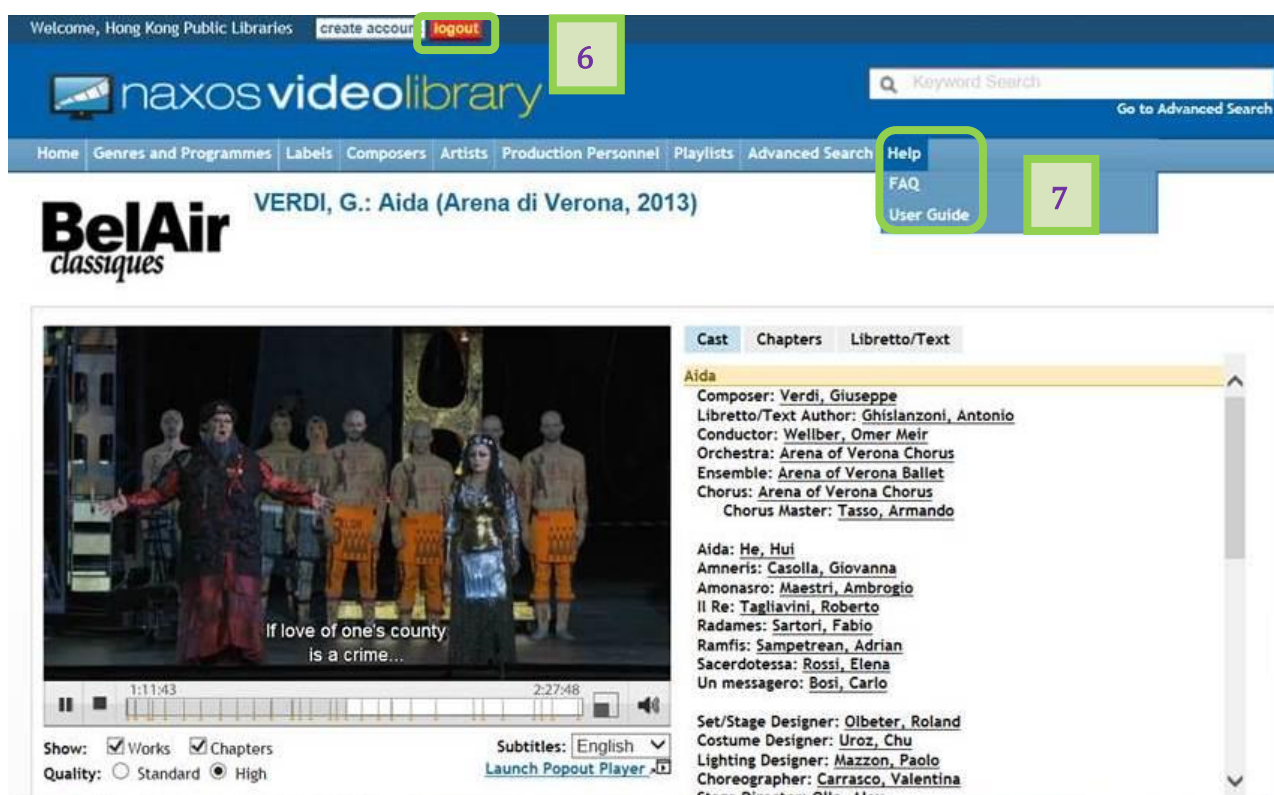 Welcome, Hong Kong Public Libraries create accoun logout
6
naxosvideolibrary
Keyword Search
Go to Advanced Search
Home Genres and Programmes Labels Composers Artists Production Personnel Playlists Advanced Search Help
FAQ
User Guide
7
BelAir
classiques
VERDI, G.: Aida (Arena di Verona, 2013)
If love of one's county
is a crime...
1:11:43 2:27:48
Show: Works Chapters
Subtitles: English
Quality: Standard High
Launch Popout Player
Cast Chapters Libretto/Text
Aida
Composer: Verdi, Giuseppe
Libretto/Text Author: Ghislanzoni, Antonio
Conductor: Wellber, Omer Meir
Orchestra: Arena of Verona Chorus
Ensemble: Arena of Verona Ballet
Chorus: Arena of Verona Chorus
Chorus Master: Tasso, Armando
Aida: He, Hui
Amneris: Casolla, Giovanna
Amonasro: Maestri, Ambrogio
Il Re: Tagliavini, Roberto
Radames: Sartori, Fabio
Ramfis: Sampetrean, Adrian
Sacerdotessa: Rossi, Elena
Un messagero: Bosi, Carlo
Set/Stage Designer: Olbeter, Roland
Costume Designer: Uroz, Chu
Lighting Designer: Mazzon, Paolo
Choreographer: Carrasco, Valentina